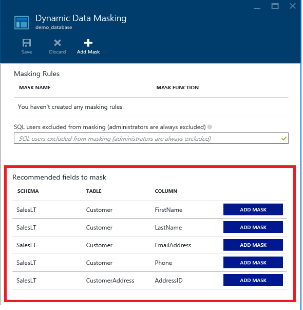 Dynamic Data Masking
demo_database
Save Discard Add Mask
Masking Rules
MASK NAME MASK FUNCTION
You haven't created any masking rules.
SQL users excluded from masking (administrators are always excluded)
SQL users excluded from masking (administrators are always excluded)
Recommended fields to mask
SCHEMA TABLE COLUMN
SalesLT Customer FirstName ADD MASK
SalesLT Customer LastName ADD MASK
SalesLT Customer EmailAddress ADD MASK
SalesLT Customer Phone ADD MASK
SalesLT CustomerAddress AddressID ADD MASK